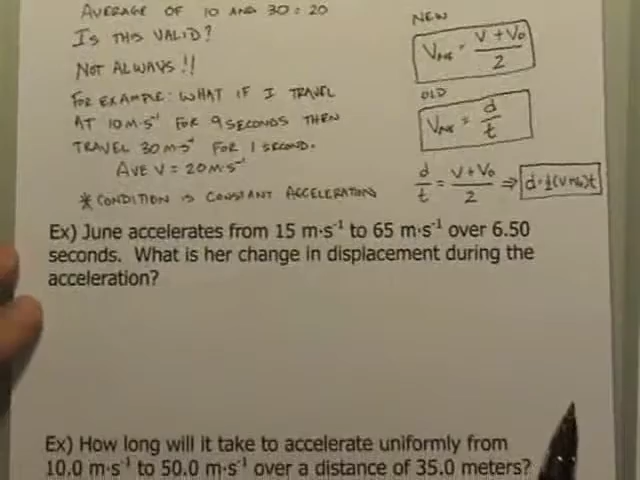 AVERAGE OF 10 AND 30 = 20
IS THIS VALID?
NOT ALWAYS!!
FOR EXAMPLE: WHAT IF I TRAVEL
AT 10 m·s⁻¹ FOR 9 SECONDS THEN
TRAVEL 30 m·s⁻¹ FOR 1 SECOND.
AVE V = 20 m·s⁻¹
* CONDITION IS CONSTANT ACCELERATION
NEW
V_AVE = (V + V₀)/2
OLD
V_AVE = d/t
d/t = (V + V₀)/2 ⇒ d = ½(V+V₀)t
Ex) June accelerates from 15 m·s⁻¹ to 65 m·s⁻¹ over 6.50
seconds. What is her change in displacement during the
acceleration?
Ex) How long will it take to accelerate uniformly from
10.0 m·s⁻¹ to 50.0 m·s⁻¹ over a distance of 35.0 meters?